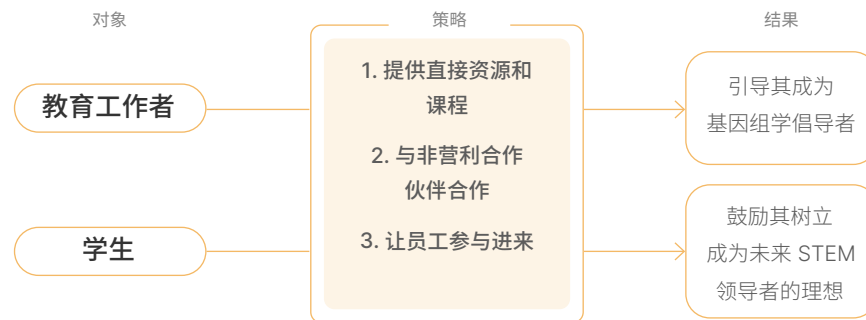 对象
策略
结果
教育工作者
学生
1. 提供直接资源和
课程
2. 与非营利合作
伙伴合作
3. 让员工参与进来
引导其成为
基因组学倡导者
鼓励其树立
成为未来 STEM
领导者的理想